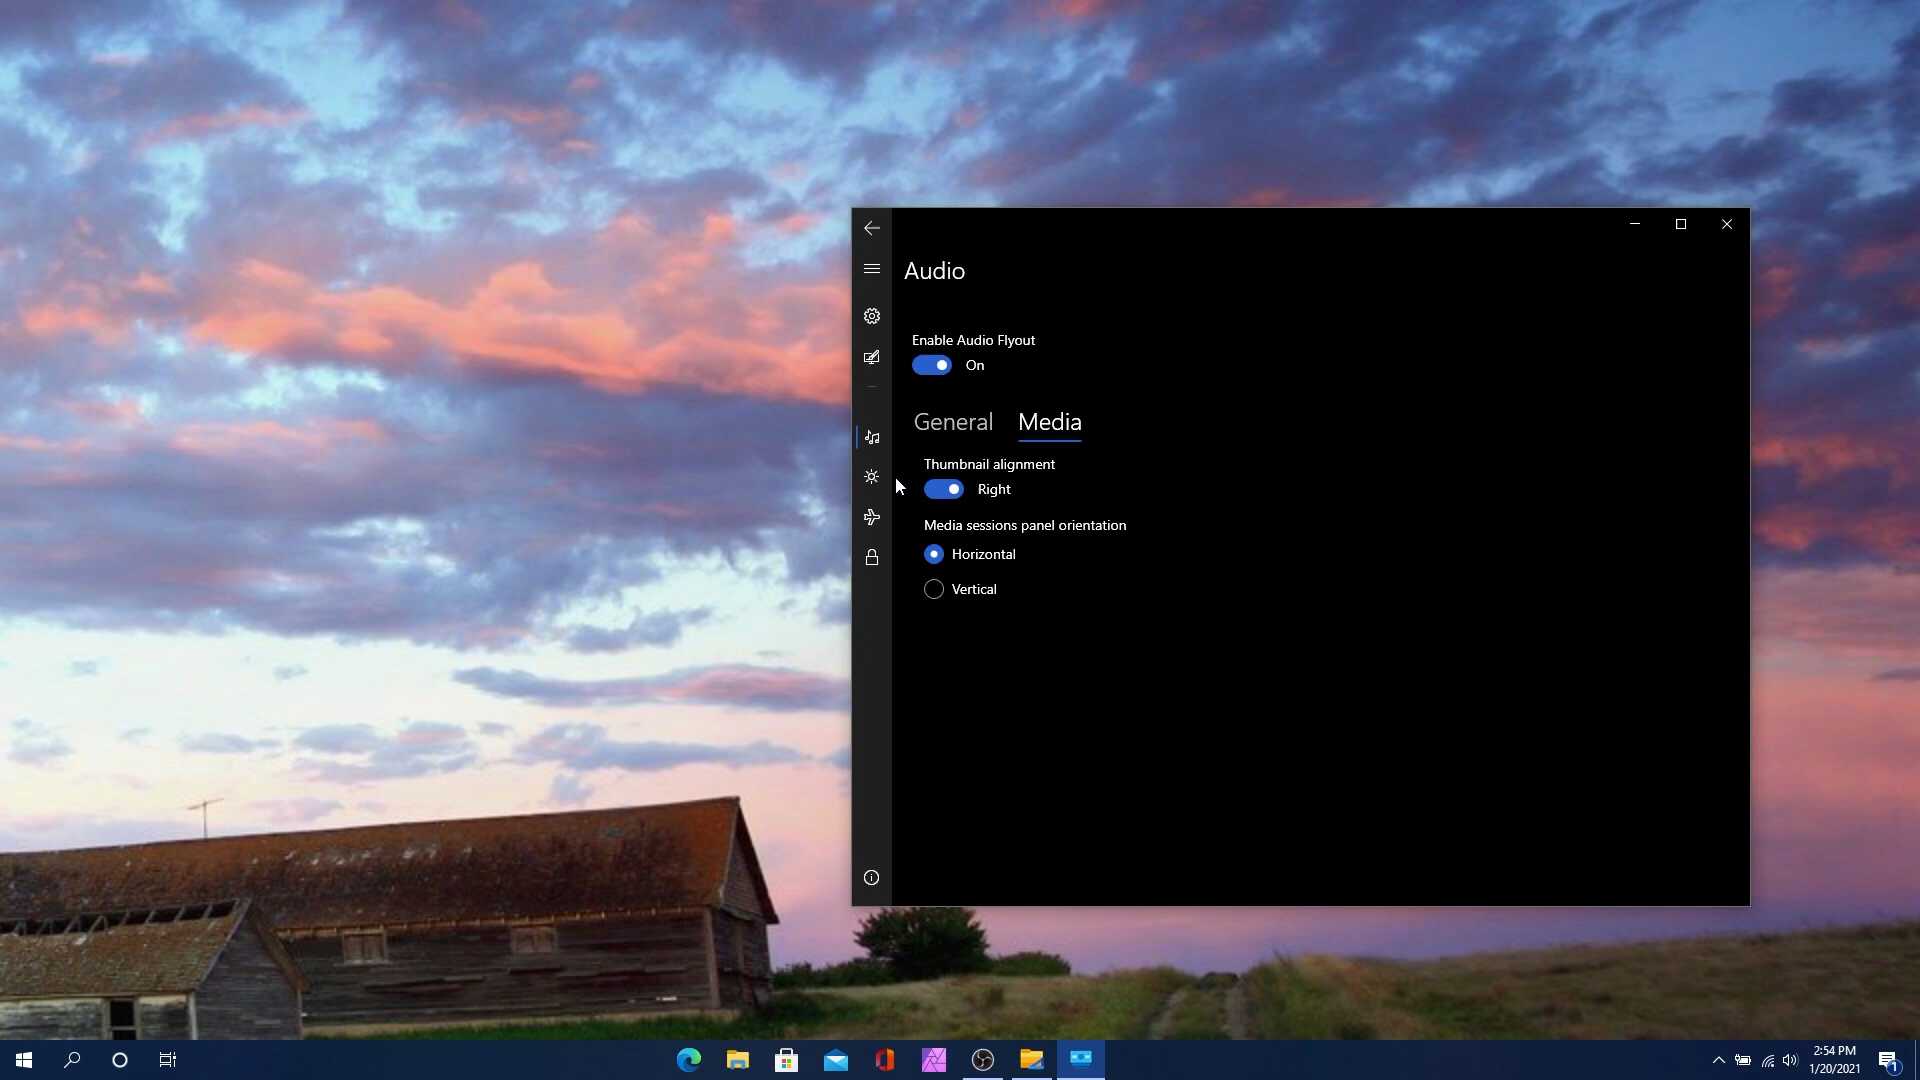 Audio
Enable Audio Flyout
On
General Media
Thumbnail alignment
Right
Media sessions panel orientation
Horizontal
Vertical
2:54 PM
1/20/2021
1